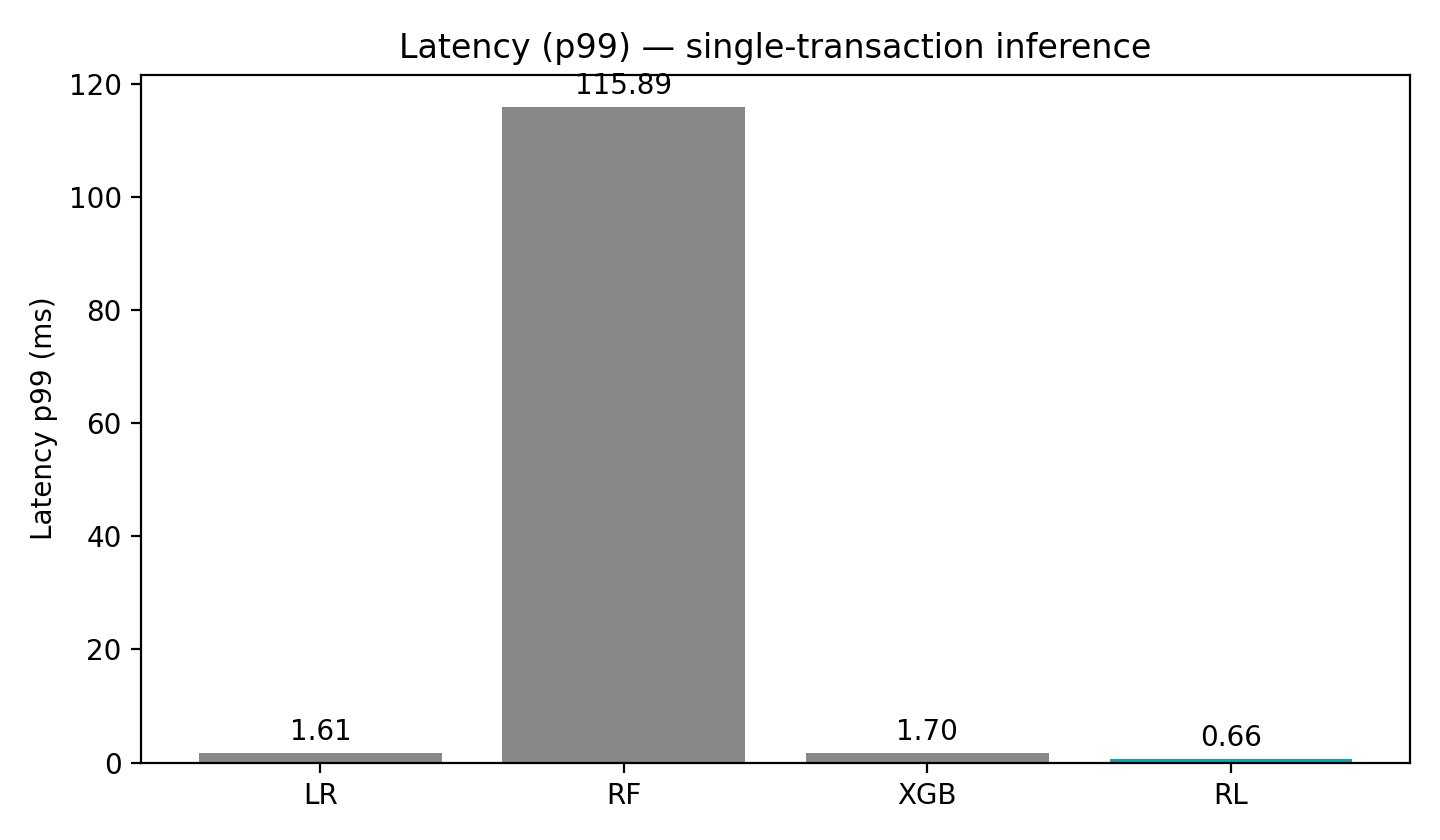 Latency (p99) — single-transaction inference
Latency p99 (ms)
120
100
80
60
40
20
0
1.61
115.89
1.70
0.66
LR
RF
XGB
RL